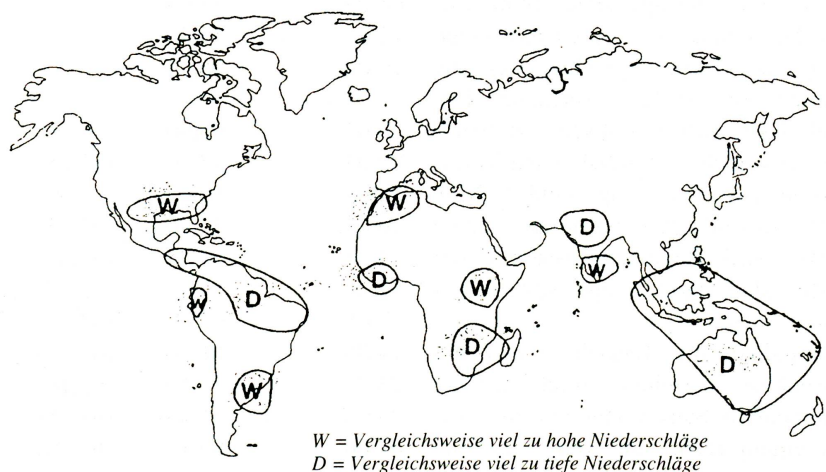 W
W
D
W
D
D
W
W
D
D
W
D
W = Vergleichsweise viel zu hohe Niederschläge
D = Vergleichsweise viel zu tiefe Niederschläge